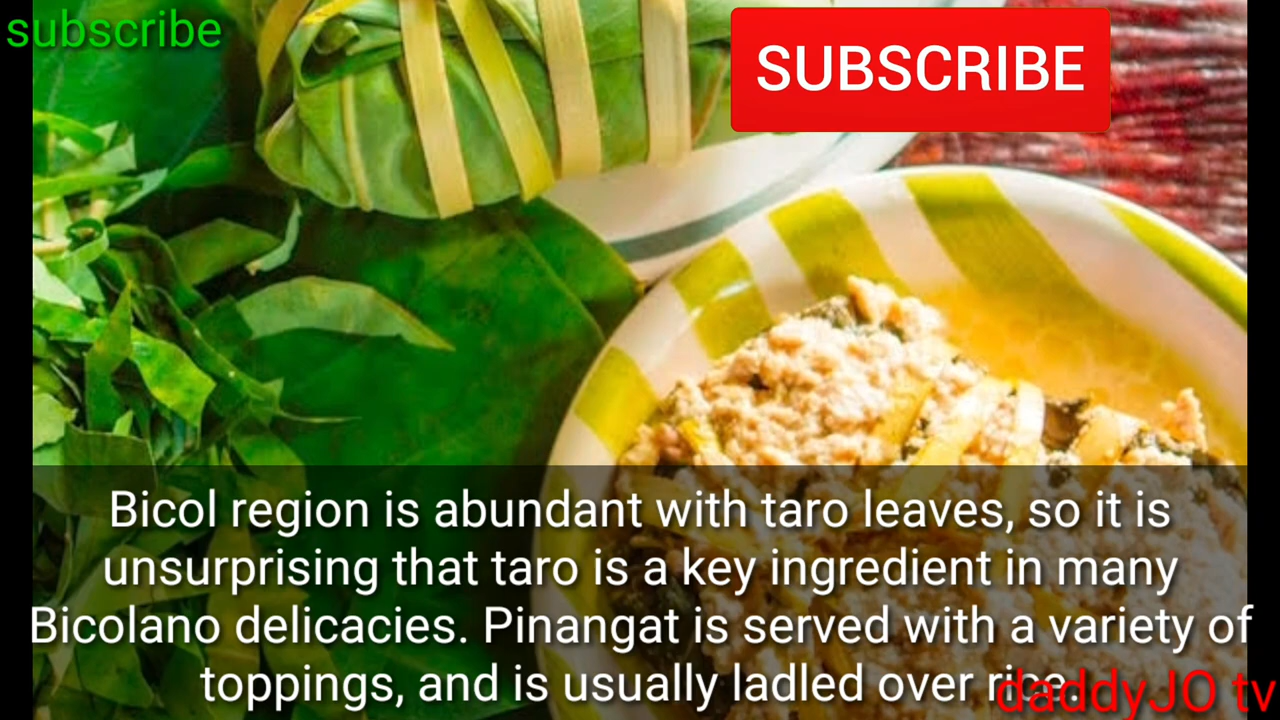 subscribe
SUBSCRIBE
Bicol region is abundant with taro leaves, so it is
unsurprising that taro is a key ingredient in many
Bicolano delicacies. Pinangat is served with a variety of
toppings, and is usually ladled over rice.
daddyJO tv